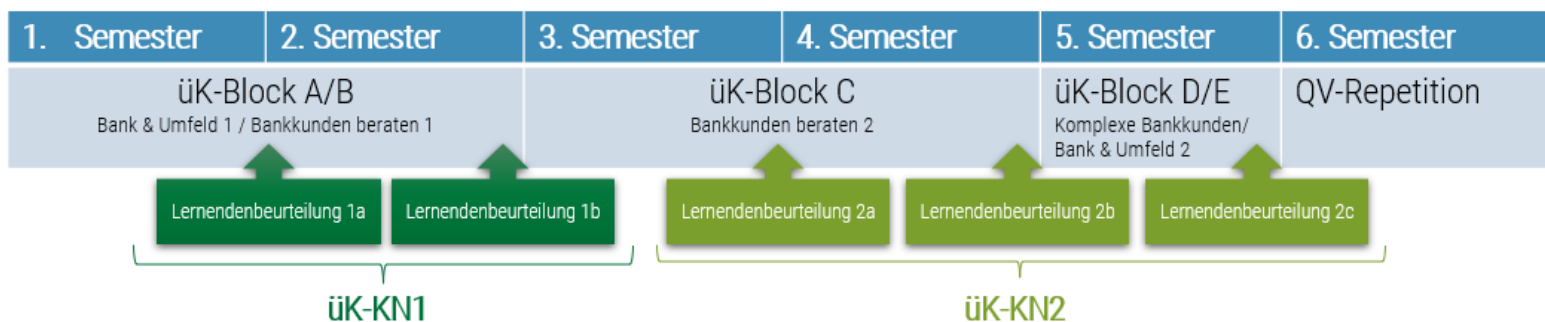 1. Semester
2. Semester
3. Semester
4. Semester
5. Semester
6. Semester
üK-Block A/B
Bank & Umfeld 1 / Bankkunden beraten 1
üK-Block C
Bankkunden beraten 2
üK-Block D/E
Komplexe Bankkunden/
Bank & Umfeld 2
QV-Repetition
Lernendenbeurteilung 1a
Lernendenbeurteilung 1b
Lernendenbeurteilung 2a
Lernendenbeurteilung 2b
Lernendenbeurteilung 2c
üK-KN1
üK-KN2